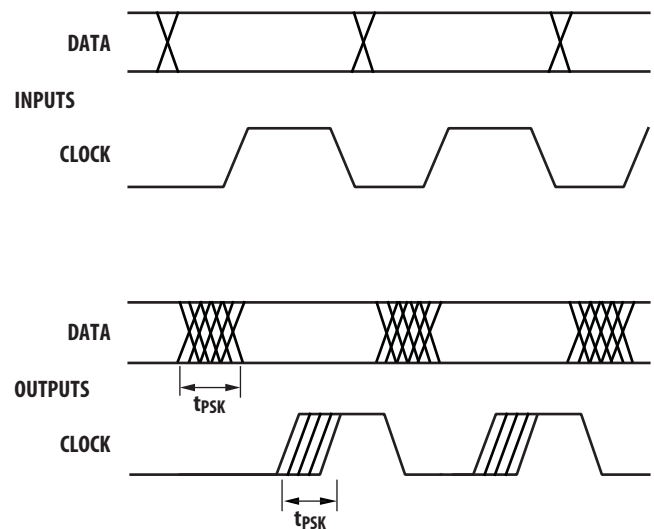 DATA
INPUTS
CLOCK
DATA
OUTPUTS
tPSK
CLOCK
tPSK